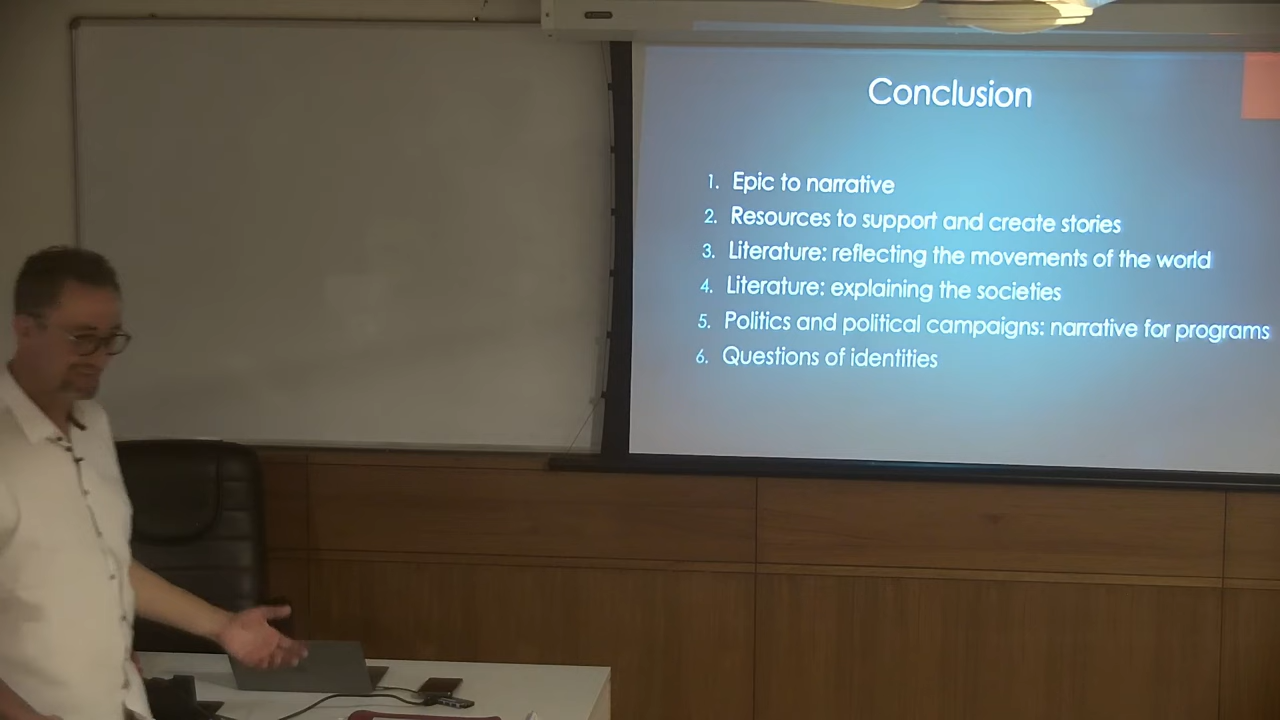 Conclusion
1. Epic to narrative
2. Resources to support and create stories
3. Literature: reflecting the movements of the world
4. Literature: explaining the societies
5. Politics and political campaigns: narrative for programs
6. Questions of identities